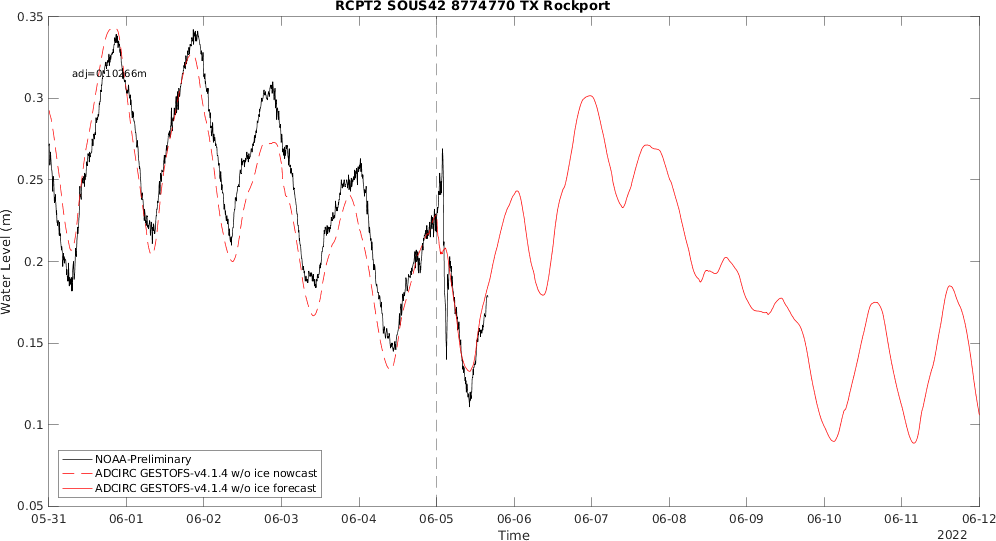 RCPT2 SOUS42 8774770 TX Rockport
0.35
adj=0.10266m
0.3
0.25
0.2
0.15
0.1
0.05
Water Level (m)
NOAA-Preliminary
ADCIRC GESTOFS-v4.1.4 w/o ice nowcast
ADCIRC GESTOFS-v4.1.4 w/o ice forecast
05-31 06-01 06-02 06-03 06-04 06-05 06-06 06-07 06-08 06-09 06-10 06-11 06-12
Time
2022